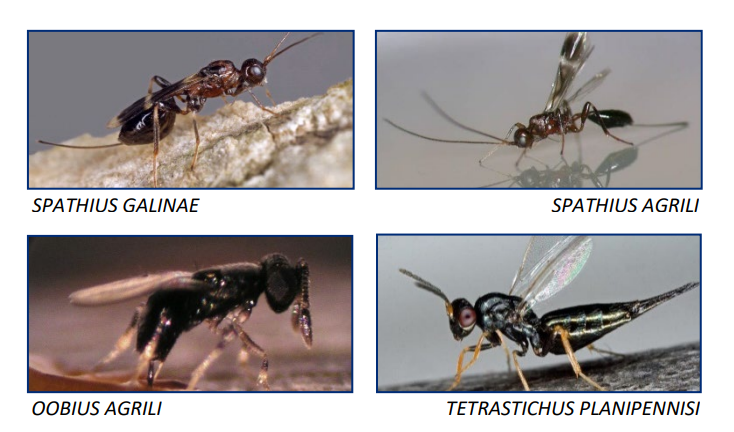 SPATHIUS GALINAE
SPATHIUS AGRILI
OOBIUS AGRILI
TETRASTICHUS PLANIPENNISI